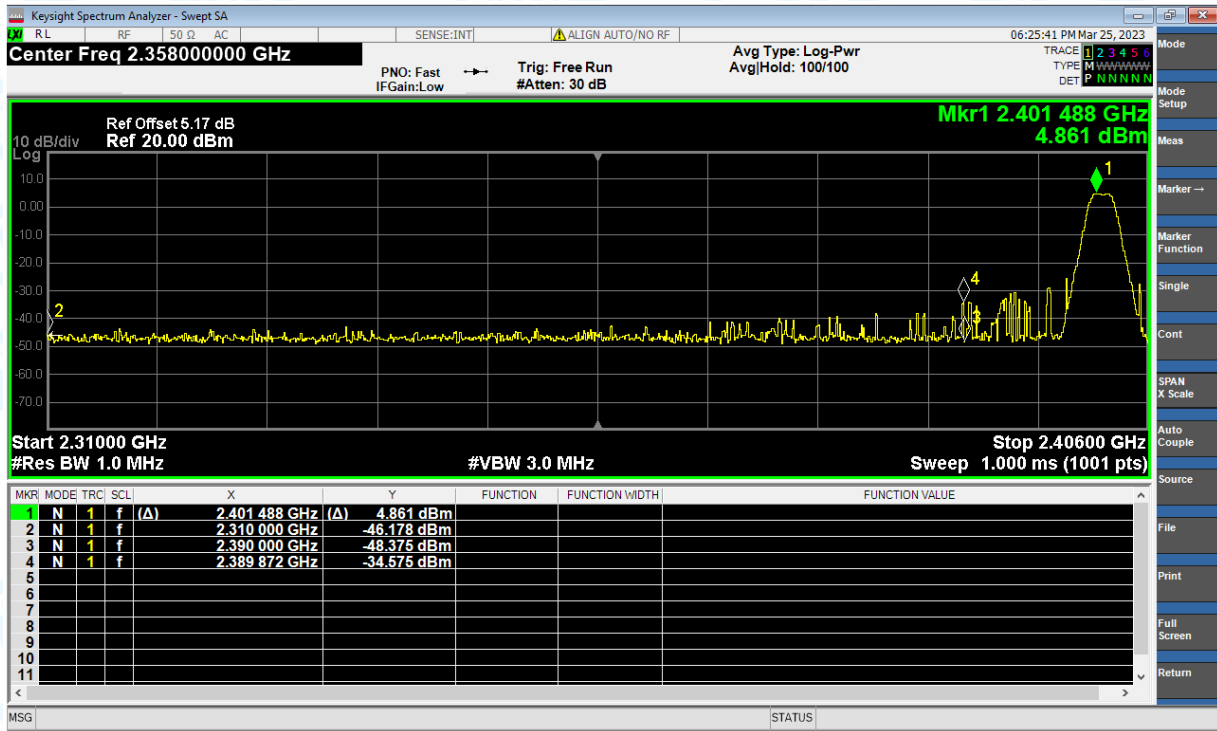 Keysight Spectrum Analyzer - Swept SA
LXI RL RF 50 Ω AC SENSE:INT ALIGN AUTO/NO RF 06:25:41 PM Mar 25, 2023
Center Freq 2.358000000 GHz
PNO: Fast
IFGain:Low
Trig: Free Run
#Atten: 30 dB
Avg Type: Log-Pwr
Avg|Hold: 100/100
TRACE 1 2 3 4 5 6
TYPE M WWWWW
DET P N N N N N
Ref Offset 5.17 dB
Ref 20.00 dBm
10 dB/div
Log
Mkr1 2.401 488 GHz
4.861 dBm
10.0
0.00
-10.0
-20.0
-30.0
-40.0
-50.0
-60.0
-70.0
1
2
3
4
Start 2.31000 GHz Stop 2.40600 GHz
#Res BW 1.0 MHz #VBW 3.0 MHz Sweep 1.000 ms (1001 pts)
MKR MODE TRC SCL X Y FUNCTION FUNCTION WIDTH FUNCTION VALUE
1 N 1 f (Δ) 2.401 488 GHz (Δ) 4.861 dBm
2 N 1 f 2.310 000 GHz -46.178 dBm
3 N 1 f 2.390 000 GHz -48.375 dBm
4 N 1 f 2.389 872 GHz -34.575 dBm
5
6
7
8
9
10
11
MSG STATUS
Mode
Mode
Setup
Meas
Marker →
Marker
Function
Single
Cont
SPAN
X Scale
Auto
Couple
Source
File
Print
Full
Screen
Return